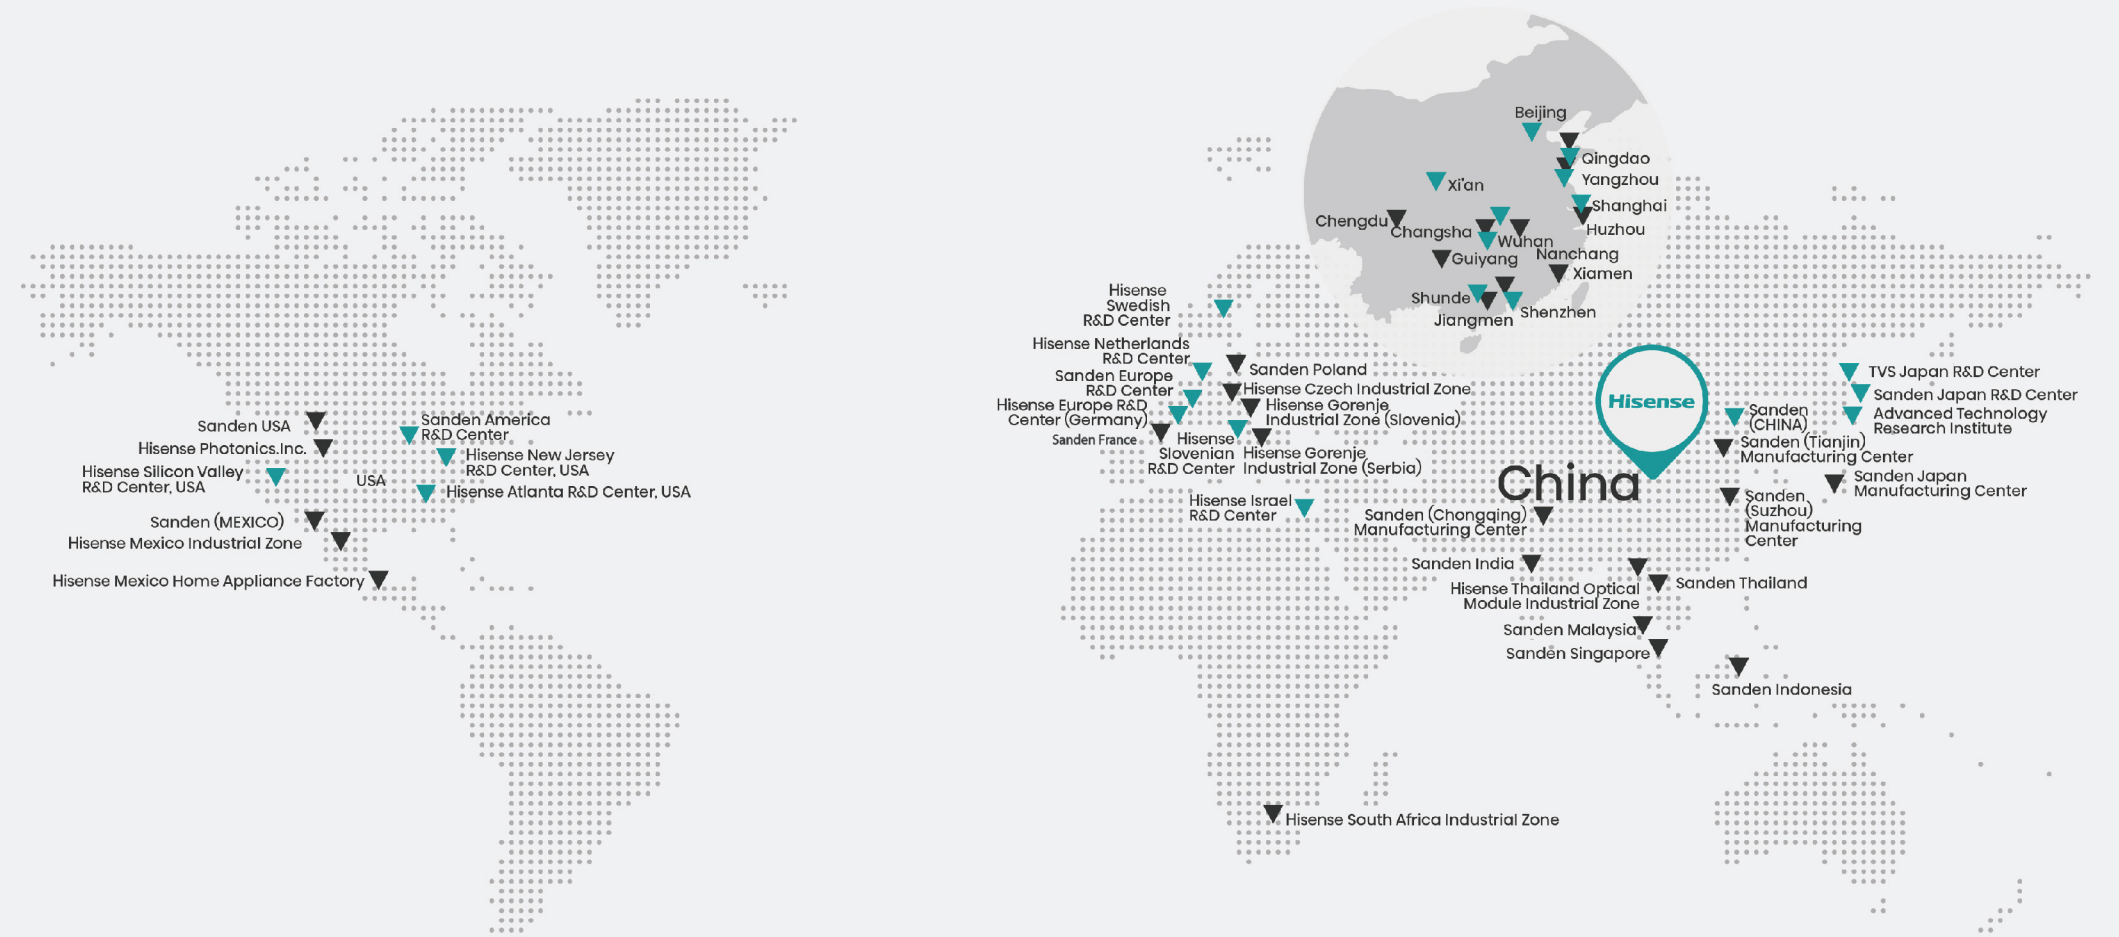 Sanden USA
Hisense Photonics.Inc.
Hisense Silicon Valley
R&D Center, USA
USA
Sanden America
R&D Center
Hisense New Jersey
R&D Center, USA
Hisense Atlanta R&D Center, USA
Sanden (MEXICO)
Hisense Mexico Industrial Zone
Hisense Mexico Home Appliance Factory
Hisense
Swedish
R&D Center
Hisense Netherlands
R&D Center
Sanden Europe
R&D Center
Hisense Europe R&D
Center (Germany)
Sanden France
Hisense
Slovenian
R&D Center
Sanden Poland
Hisense Czech Industrial Zone
Hisense Gorenje
Industrial Zone (Slovenia)
Hisense Gorenje
Industrial Zone (Serbia)
Hisense Israel
R&D Center
Hisense South Africa Industrial Zone
Beijing
Qingdao
Yangzhou
Xi'an
Shanghai
Huzhou
Chengdu
Changsha
Wuhan
Nanchang
Guiyang
Xiamen
Shunde
Shenzhen
Jiangmen
Hisense
China
Sanden (Chongqing)
Manufacturing Center
Sanden India
Hisense Thailand Optical
Module Industrial Zone
Sanden Thailand
Sanden Malaysia
Sanden Singapore
Sanden Indonesia
TVS Japan R&D Center
Sanden Japan R&D Center
Advanced Technology
Research Institute
Sanden
(CHINA)
Sanden (Tianjin)
Manufacturing Center
Sanden Japan
Manufacturing Center
Sanden
(Suzhou)
Manufacturing
Center